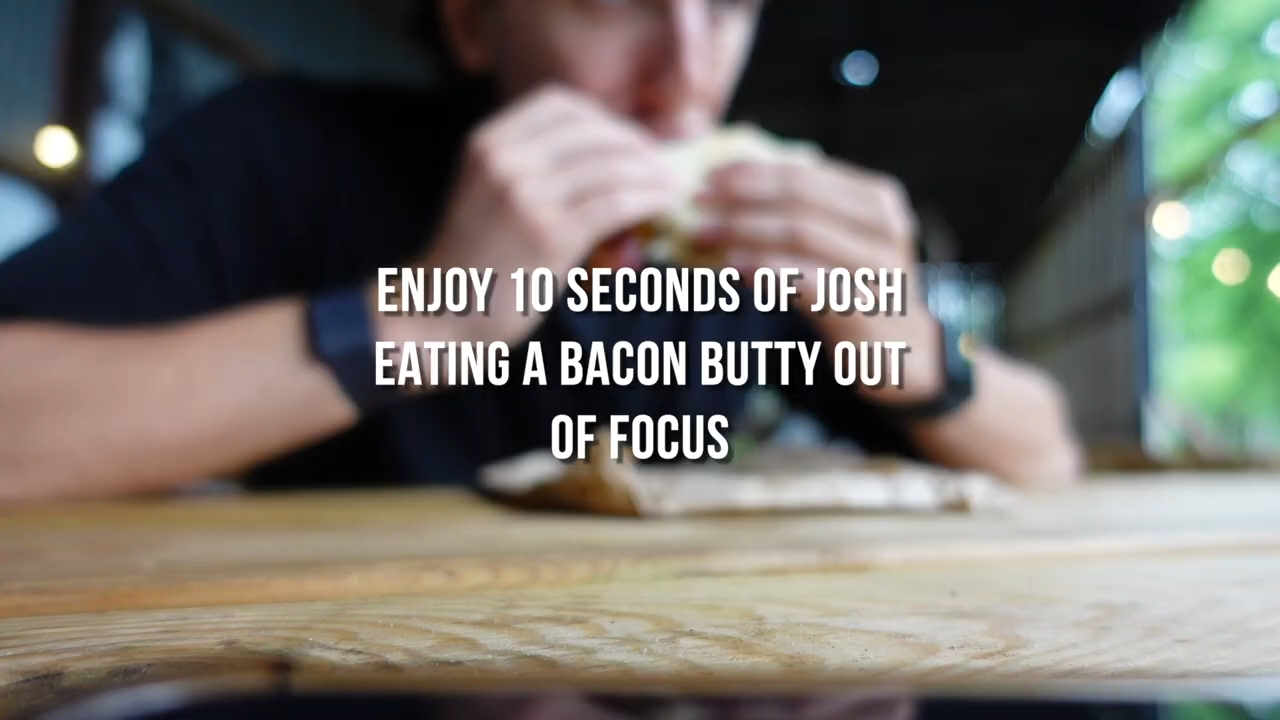 ENJOY 10 SECONDS OF JOSH
EATING A BACON BUTTY OUT
OF FOCUS